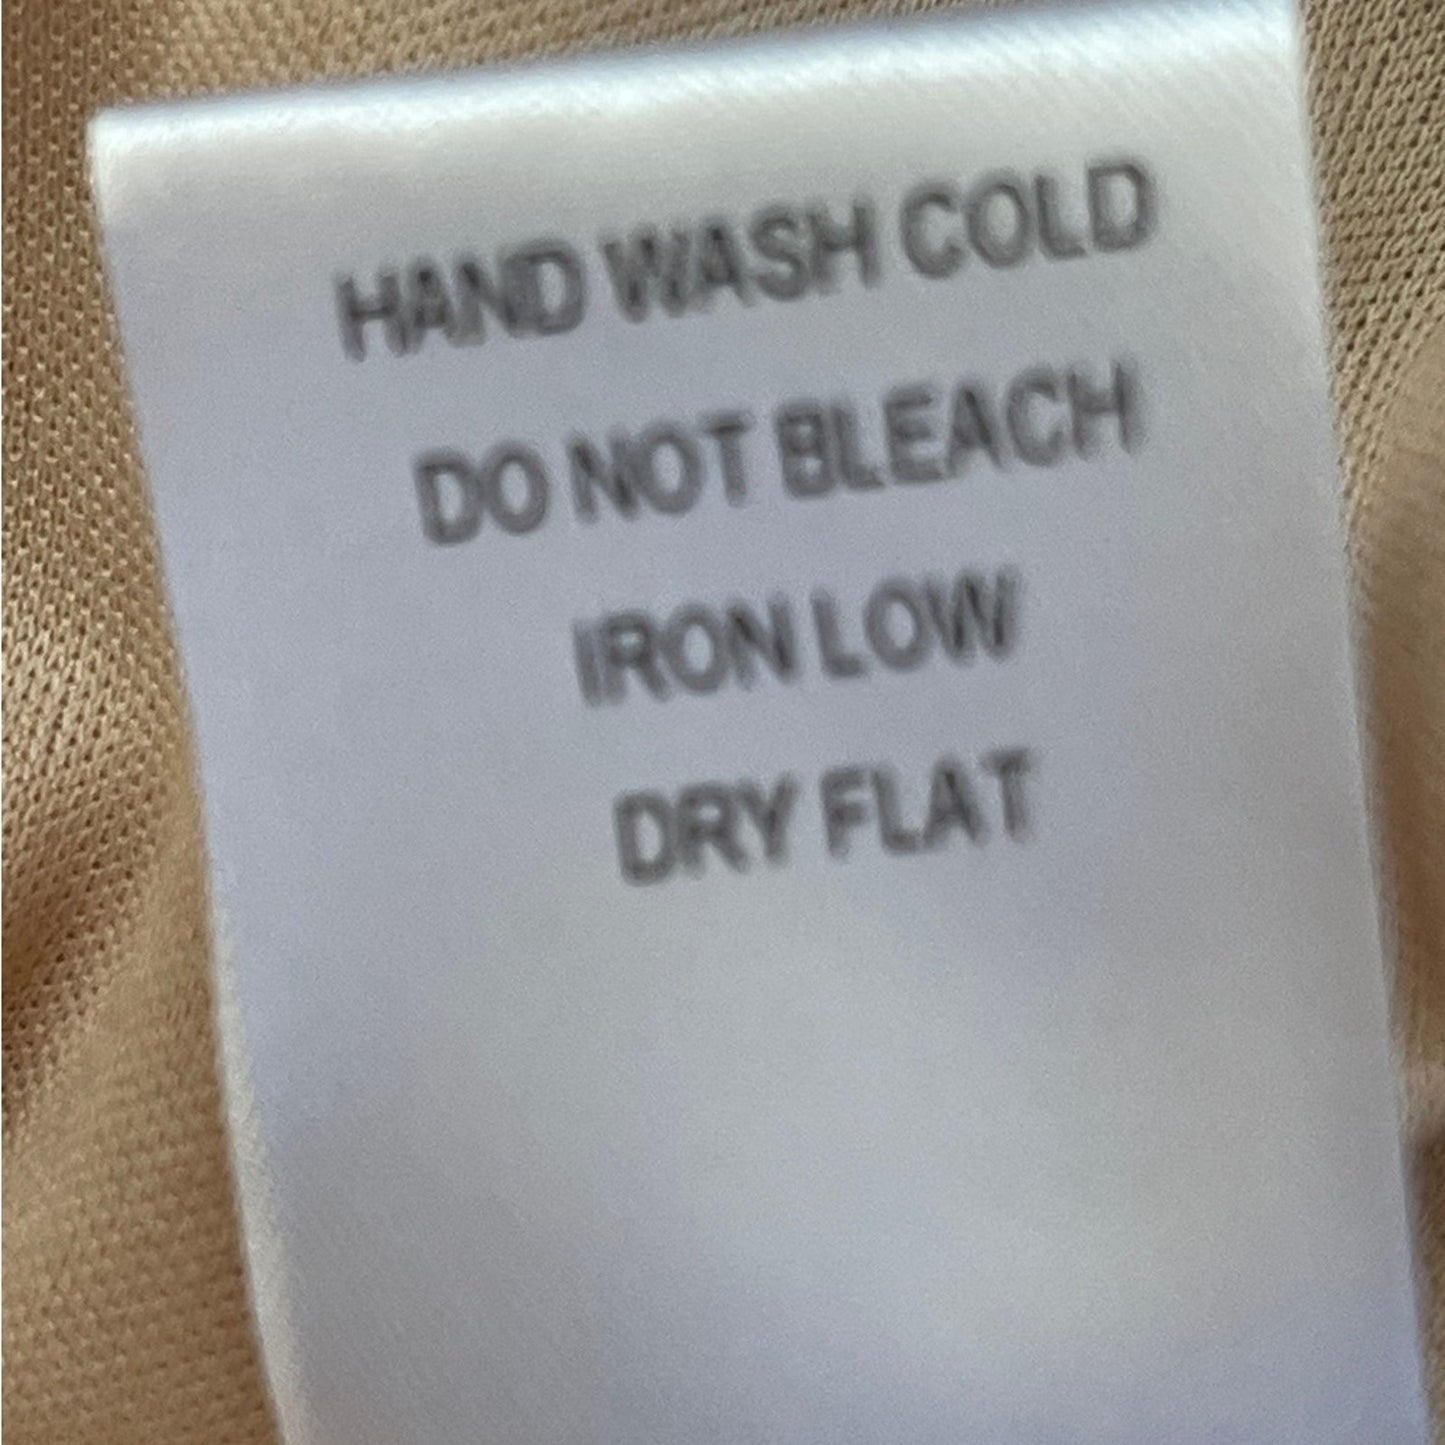 HAND WASH COLD
DO NOT BLEACH
IRON LOW
DRY FLAT